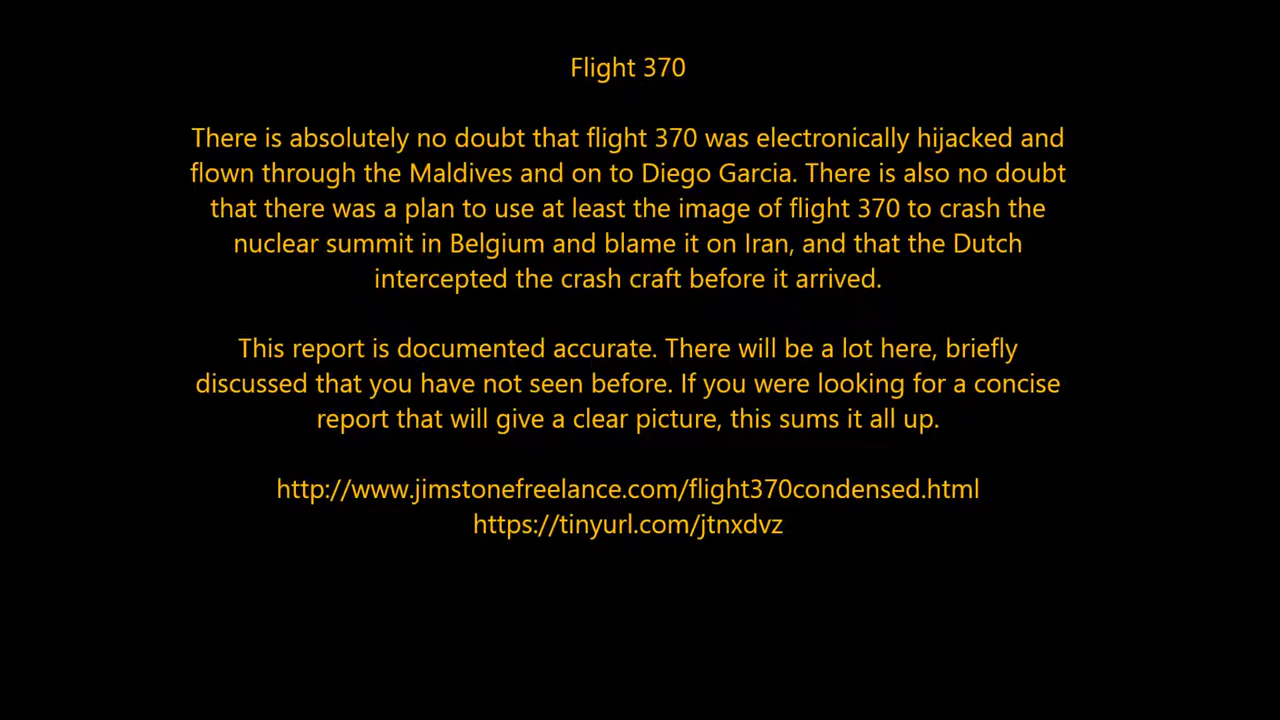 Flight 370
There is absolutely no doubt that flight 370 was electronically hijacked and
flown through the Maldives and on to Diego Garcia. There is also no doubt
that there was a plan to use at least the image of flight 370 to crash the
nuclear summit in Belgium and blame it on Iran, and that the Dutch
intercepted the crash craft before it arrived.
This report is documented accurate. There will be a lot here, briefly
discussed that you have not seen before. If you were looking for a concise
report that will give a clear picture, this sums it all up.
http://www.jimstonefreelance.com/flight370condensed.html
https://tinyurl.com/jtnxdvz